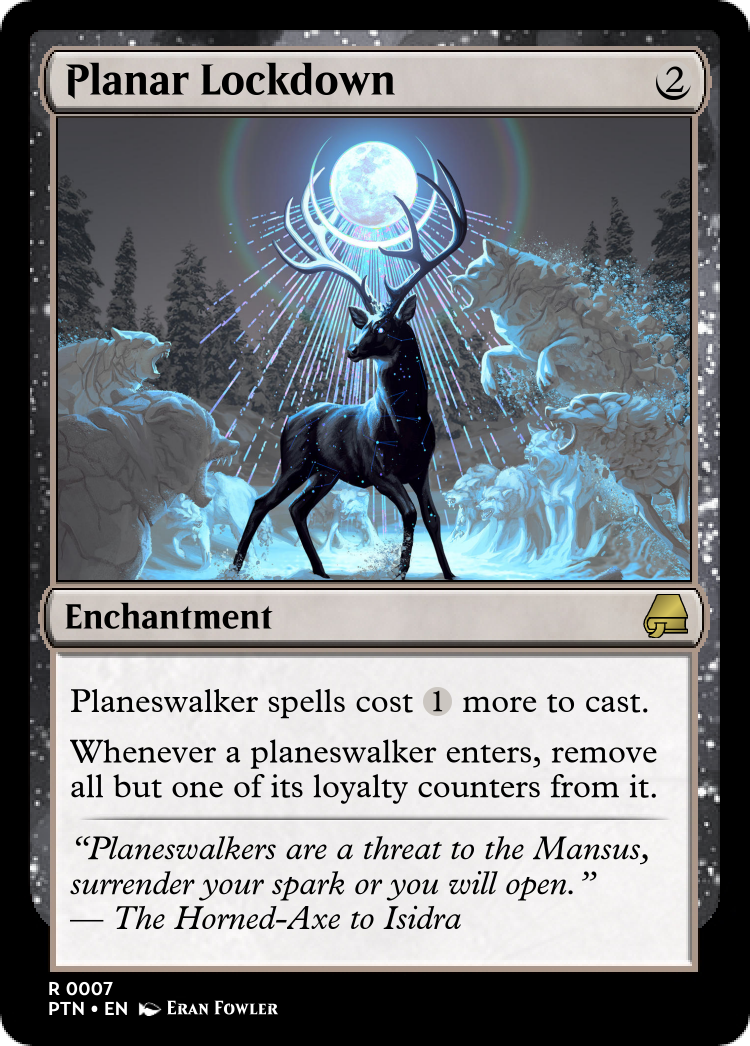 Planar Lockdown 2
Enchantment
Planeswalker spells cost 1 more to cast.
Whenever a planeswalker enters, remove
all but one of its loyalty counters from it.
“Planeswalkers are a threat to the Mansus,
surrender your spark or you will open.”
— The Horned-Axe to Isidra
R 0007
PTN • EN Eran Fowler